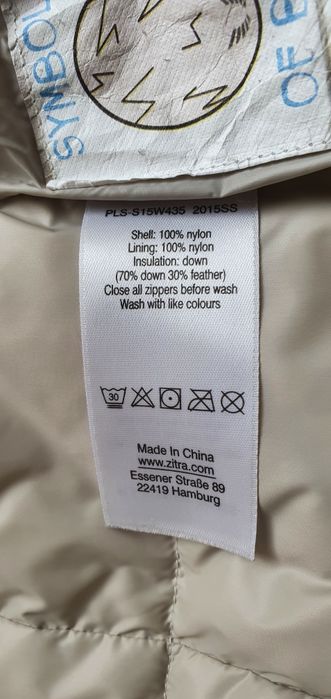 SYMBOL
OF
PLS-S15W435 2015SS
Shell: 100% nylon
Lining: 100% nylon
Insulation: down
(70% down 30% feather)
Close all zippers before wash
Wash with like colours
30
Made In China
www.zitra.com
Essener Straße 89
22419 Hamburg